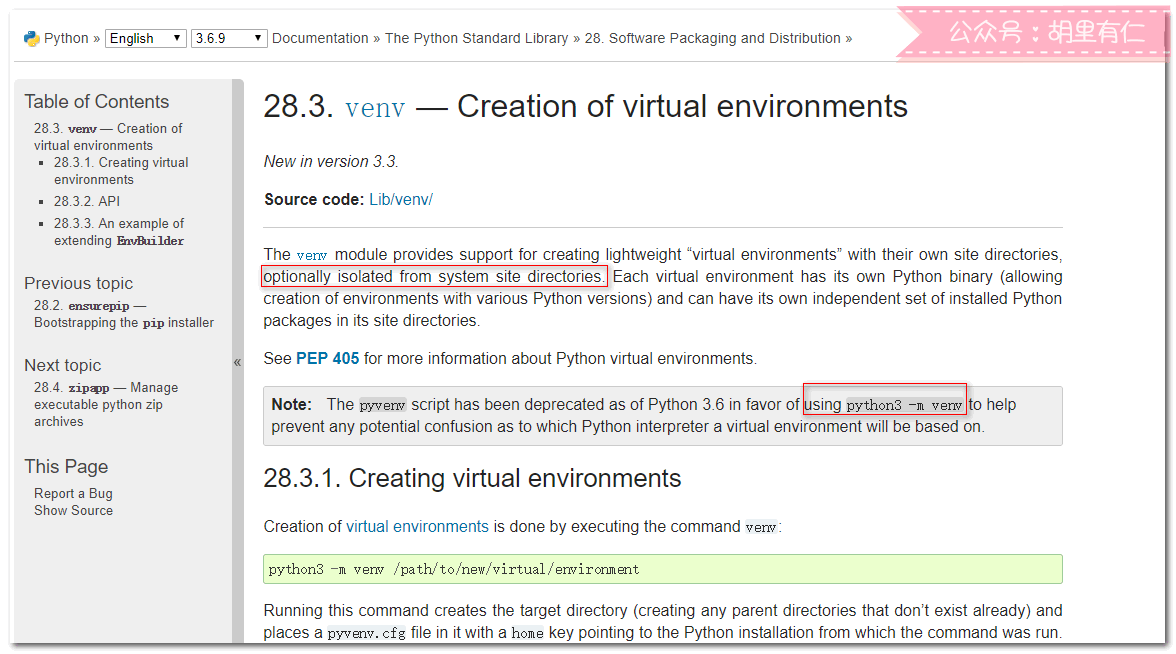 Python » English 3.6.9 Documentation » The Python Standard Library » 28. Software Packaging and Distribution »
公众号：胡里有仁
Table of Contents
28.3. venv — Creation of
virtual environments
28.3.1. Creating virtual
environments
28.3.2. API
28.3.3. An example of
extending EnvBuilder
Previous topic
28.2. ensurepip —
Bootstrapping the pip installer
Next topic
28.4. zipapp — Manage
executable python zip
archives
This Page
Report a Bug
Show Source
«
28.3. venv — Creation of virtual environments
New in version 3.3.
Source code: Lib/venv/
The venv module provides support for creating lightweight “virtual environments” with their own site directories,
optionally isolated from system site directories. Each virtual environment has its own Python binary (allowing
creation of environments with various Python versions) and can have its own independent set of installed Python
packages in its site directories.
See PEP 405 for more information about Python virtual environments.
Note: The pyvenv script has been deprecated as of Python 3.6 in favor of using python3 -m venv to help
prevent any potential confusion as to which Python interpreter a virtual environment will be based on.
28.3.1. Creating virtual environments
Creation of virtual environments is done by executing the command venv:
python3 -m venv /path/to/new/virtual/environment
Running this command creates the target directory (creating any parent directories that don’t exist already) and
places a pyvenv.cfg file in it with a home key pointing to the Python installation from which the command was run.